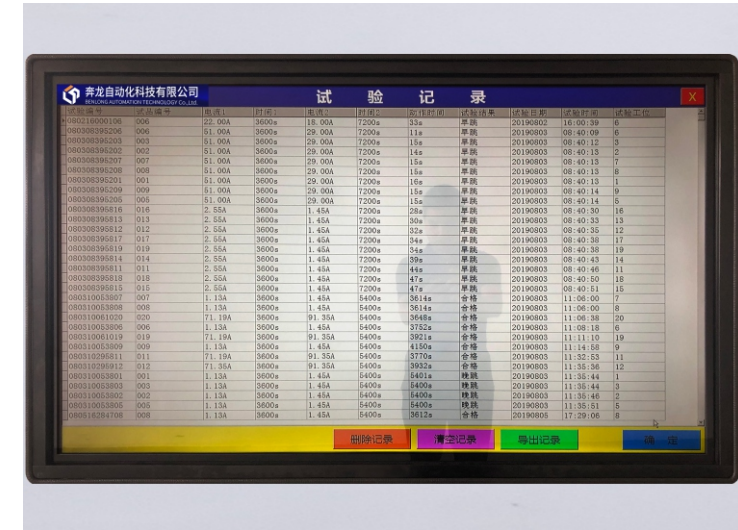 奔龙自动化科技有限公司
BENLONG AUTOMATION TECHNOLOGY Co.,Ltd.
试 验 记 录
X
试验编号 试品编号 电流1 时间1 电流2 时间2 动作时间 试验结果 试验日期 试验时间 试验工位
080216000106 006 22.00A 3600s 18.00A 7200s 33s 早跳 20190802 16:00:39 6
080308395206 006 51.00A 3600s 29.00A 7200s 11s 早跳 20190803 08:40:09 6
080308395203 003 51.00A 3600s 29.00A 7200s 15s 早跳 20190803 08:40:12 3
080308395202 002 51.00A 3600s 29.00A 7200s 14s 早跳 20190803 08:40:13 2
080308395207 007 51.00A 3600s 29.00A 7200s 15s 早跳 20190803 08:40:13 7
080308395208 008 51.00A 3600s 29.00A 7200s 15s 早跳 20190803 08:40:13 8
080308395201 001 51.00A 3600s 29.00A 7200s 16s 早跳 20190803 08:40:13 1
080308395209 009 51.00A 3600s 29.00A 7200s 15s 早跳 20190803 08:40:14 9
080308395205 005 51.00A 3600s 29.00A 7200s 15s 早跳 20190803 08:40:14 5
080308395816 016 2.55A 3600s 1.45A 7200s 28s 早跳 20190803 08:40:30 16
080308395813 013 2.55A 3600s 1.45A 7200s 30s 早跳 20190803 08:40:33 13
080308395812 012 2.55A 3600s 1.45A 7200s 32s 早跳 20190803 08:40:35 12
080308395817 017 2.55A 3600s 1.45A 7200s 34s 早跳 20190803 08:40:38 17
080308395819 019 2.55A 3600s 1.45A 7200s 34s 早跳 20190803 08:40:38 19
080308395814 014 2.55A 3600s 1.45A 7200s 39s 早跳 20190803 08:40:43 14
080308395811 011 2.55A 3600s 1.45A 7200s 44s 早跳 20190803 08:40:46 11
080308395818 018 2.55A 3600s 1.45A 7200s 47s 早跳 20190803 08:40:50 18
080308395815 015 2.55A 3600s 1.45A 7200s 47s 早跳 20190803 08:40:51 15
080310053807 007 1.13A 3600s 1.45A 5400s 3614s 合格 20190803 11:06:00 7
080310053808 008 1.13A 3600s 1.45A 5400s 3614s 合格 20190803 11:06:00 8
080310061020 020 71.19A 3600s 91.35A 5400s 3648s 合格 20190803 11:06:38 20
080310053806 006 1.13A 3600s 1.45A 5400s 3752s 合格 20190803 11:08:18 6
080310061019 019 71.19A 3600s 91.35A 5400s 3921s 合格 20190803 11:11:10 19
080310053809 009 1.13A 3600s 1.45A 5400s 4150s 合格 20190803 11:14:58 9
080310295811 011 71.19A 3600s 91.35A 5400s 3770s 合格 20190803 11:32:53 11
080310295912 012 71.35A 3600s 91.35A 5400s 3932s 合格 20190803 11:35:36 12
080310053801 001 1.13A 3600s 1.45A 5400s 5401s 晚跳 20190803 11:35:44 1
080310053803 003 1.13A 3600s 1.45A 5400s 5400s 晚跳 20190803 11:35:44 3
080310053802 002 1.13A 3600s 1.45A 5400s 5400s 晚跳 20190803 11:35:46 2
080310053805 005 1.13A 3600s 1.45A 5400s 5400s 晚跳 20190803 11:35:51 5
080516284708 008 1.13A 3600s 1.45A 5400s 3612s 合格 20190805 17:29:06 8
删除记录 清空记录 导出记录 确 定